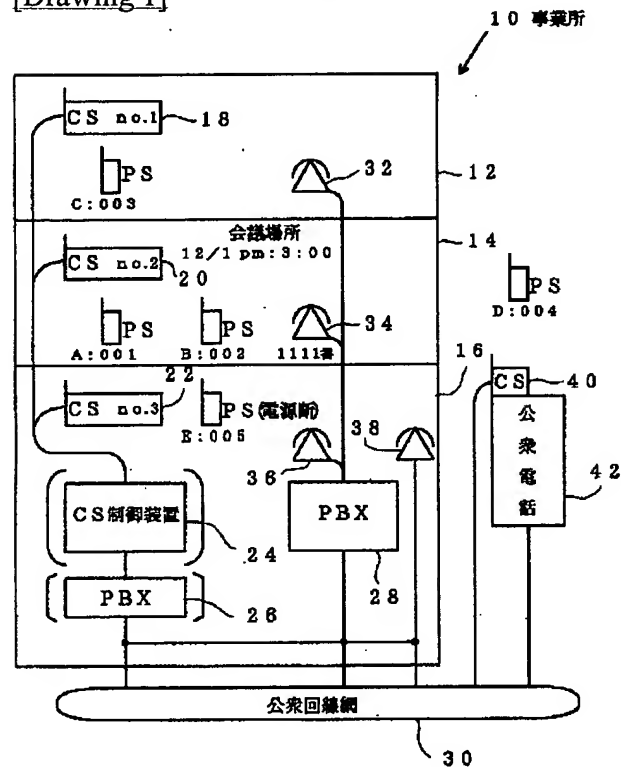 [Drawing 1]
10 事業所
CS no.1
18
PS
C:003
32
12
会議場所
12/1 pm:3:00
14
CS no.2
20
PS
D:004
PS
A:001
PS
B:002
34
1111番
16
CS no.3
22
PS(電源断)
E:005
36
38
CS
40
公衆電話
42
CS制御装置
24
PBX
28
PBX
26
公衆回線網
30